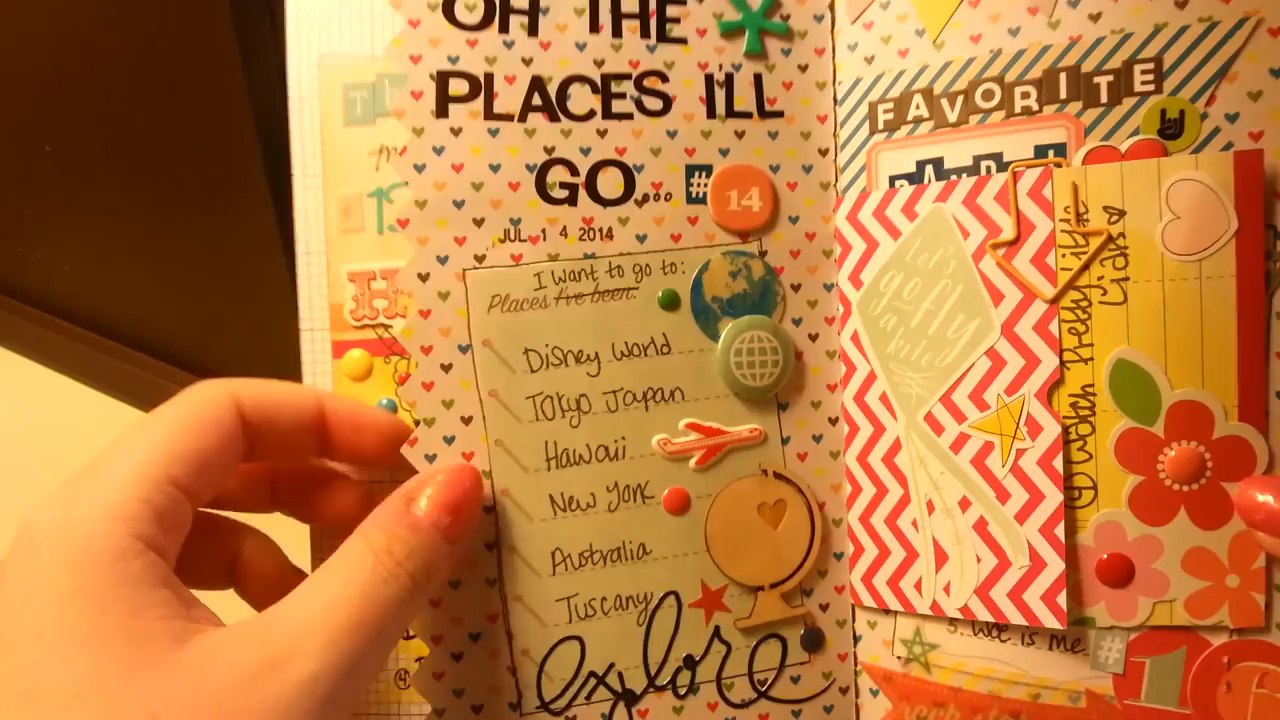 OH THE
PLACES I'LL
GO... #14
JUL 14 2014
I want to go to:
Places I've been:
Disney World
Tokyo Japan
Hawaii
New York
Australia
Tuscany
explore
FAVORITE
BAND
let's
go fly
a kite
Watch Pretty Little
Liars
5. Woe is me
#16